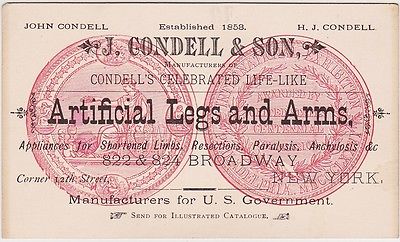 JOHN CONDELL Established 1853. H. J. CONDELL.
J. CONDELL & SON,
MANUFACTURERS OF
CONDELL'S CELEBRATED LIFE-LIKE
Artificial Legs and Arms,
Appliances for Shortened Limbs, Resections, Paralysis, Anchylosis &c
822 & 824 BROADWAY,
Corner 12th Street, NEW YORK.
Manufacturers for U. S. Government.
SEND FOR ILLUSTRATED CATALOGUE.